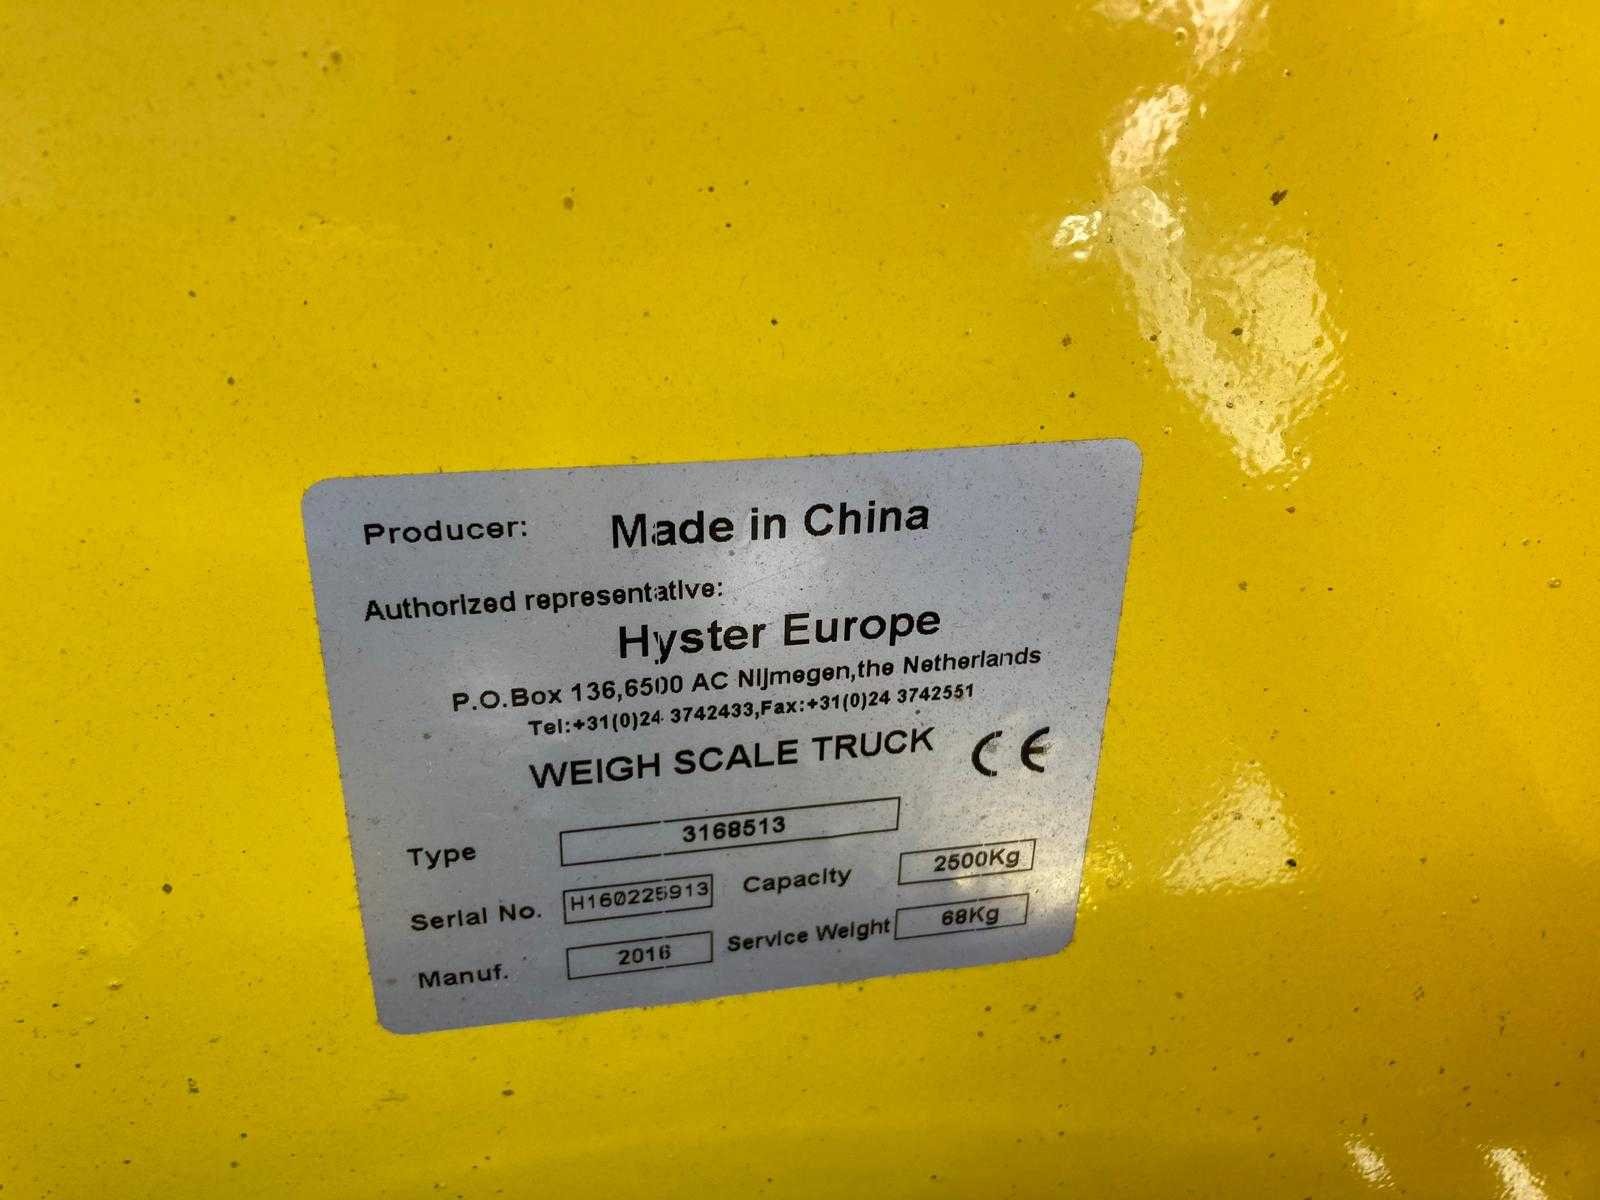 Producer: Made in China
Authorized representative:
Hyster Europe
P.O.Box 136,6500 AC Nijmegen,the Netherlands
Tel:+31(0)24 3742433,Fax:+31(0)24 3742551
WEIGH SCALE TRUCK CE
Type 3168513
Serial No. H160225913 Capacity 2500Kg
Manuf. 2016 Service Weight 68Kg